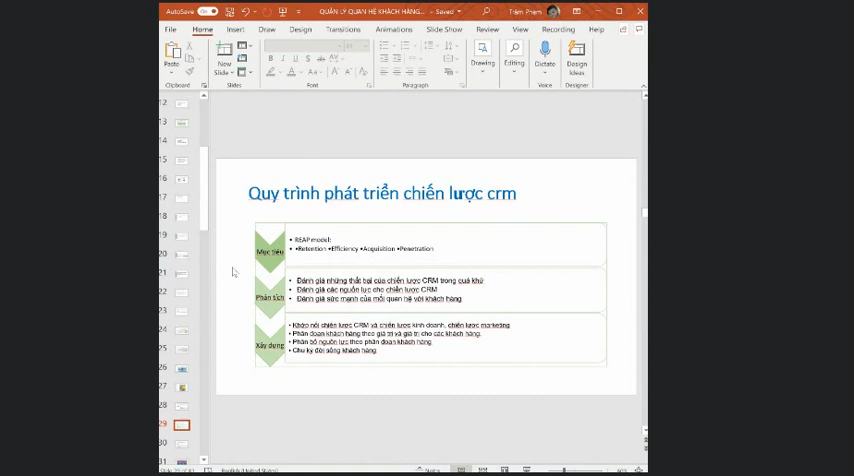 AutoSave On QUẢN LÝ QUAN HỆ KHÁCH HÀNG... - Saved Trâm Phạm
File Home Insert Draw Design Transitions Animations Slide Show Review View Recording Help
Paste New Slide Drawing Editing Dictate Design Ideas
Clipboard Slides Font Paragraph Voice Designer
12
13
14
15
16
17
18
19
20
21
22
23
24
25
26
27
28
29
30
31
Quy trình phát triển chiến lược crm
Mục tiêu
• REAP model:
• •Retention •Efficiency •Acquisition •Penetration
Phân tích
• Đánh giá những thất bại của chiến lược CRM trong quá khứ
• Đánh giá các nguồn lực cho chiến lược CRM
• Đánh giá sức mạnh của mối quan hệ với khách hàng
Xây dựng
• Khớp nối chiến lược CRM và chiến lược kinh doanh, chiến lược marketing
• Phân đoạn khách hàng theo giá trị và giá trị cho các khách hàng.
• Phân bổ nguồn lực theo phân đoạn khách hàng
• Chu kỳ đời sống khách hàng
English (United States) Notes